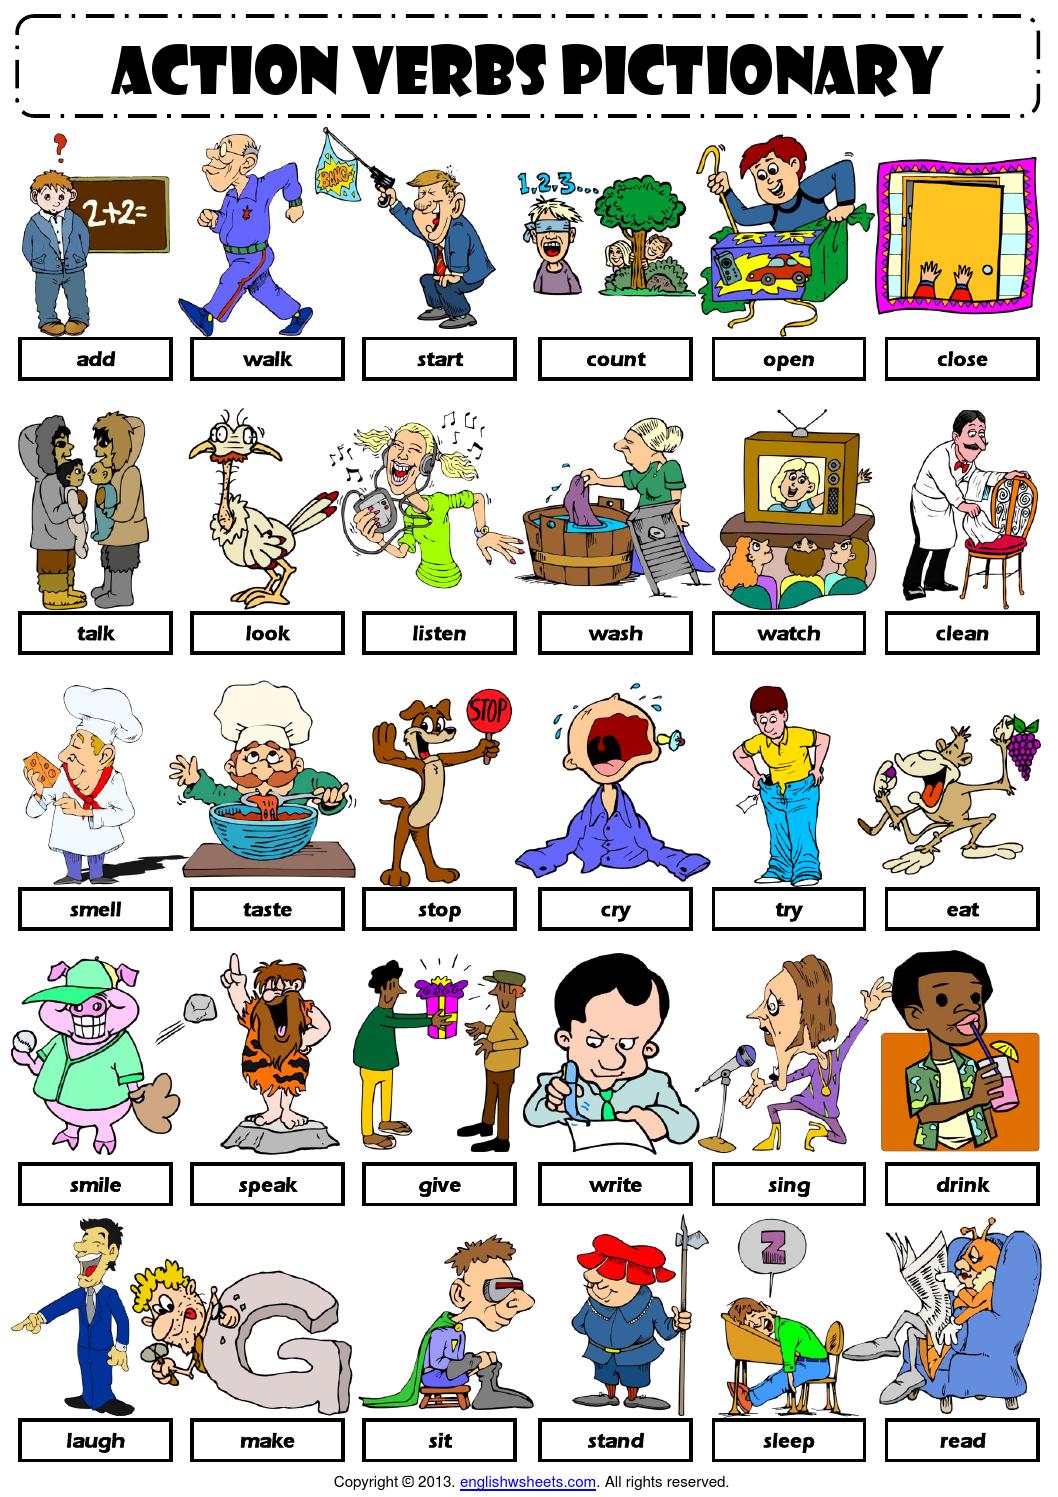 ACTION VERBS PICTIONARY
?
2+2=
BANG!
1,2,3...
add
walk
start
count
open
close
talk
look
listen
wash
watch
clean
STOP
smell
taste
stop
cry
try
eat
smile
speak
give
write
sing
drink
Z
G
laugh
make
sit
stand
sleep
read
Copyright © 2013. englishwsheets.com. All rights reserved.